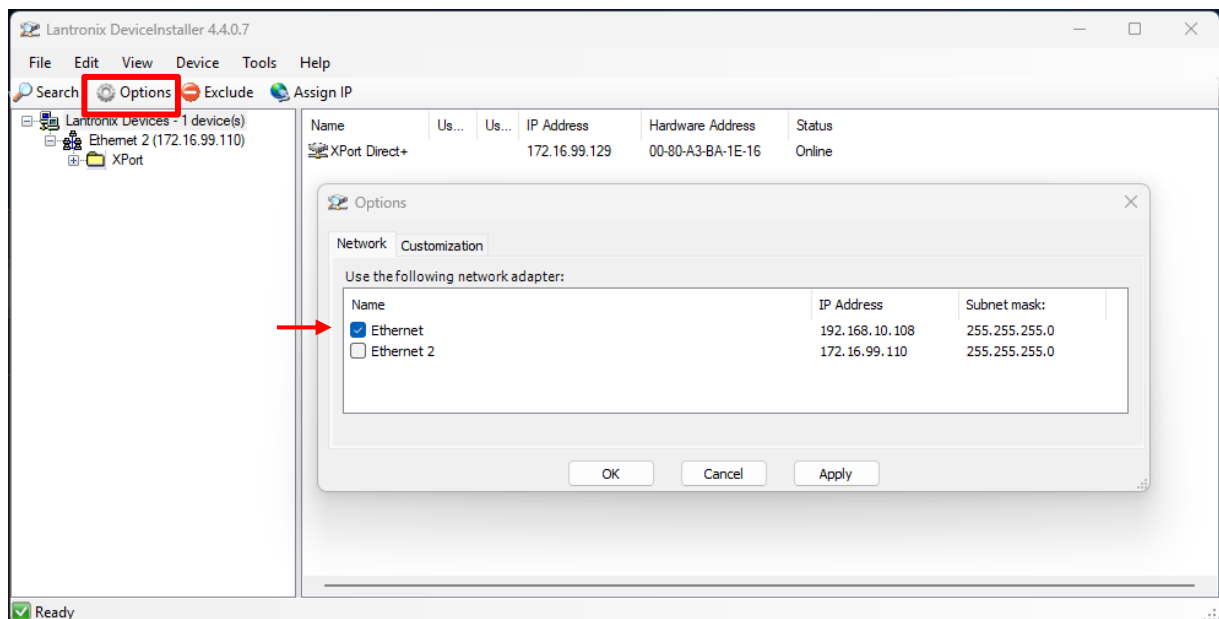 Lantronix DeviceInstaller 4.4.0.7
File Edit View Device Tools Help
Search Options Exclude Assign IP
Lantronix Devices - 1 device(s)
Ethernet 2 (172.16.99.110)
XPort
Name Us... Us... IP Address Hardware Address Status
XPort Direct+ 172.16.99.129 00-80-A3-BA-1E-16 Online
Options
Network Customization
Use the following network adapter:
Name IP Address Subnet mask:
Ethernet 192.168.10.108 255.255.255.0
Ethernet 2 172.16.99.110 255.255.255.0
OK Cancel Apply
Ready